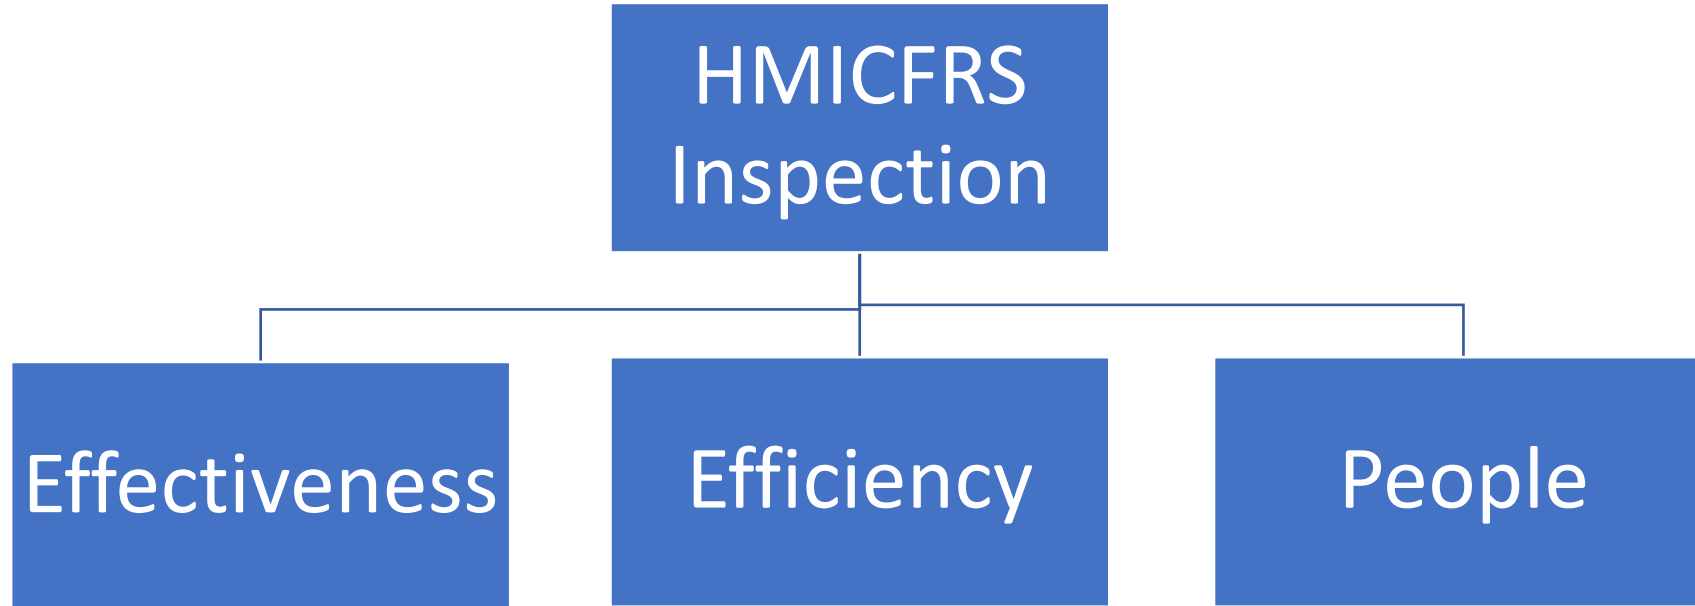 HMICFRS
Inspection
Effectiveness
Efficiency
People